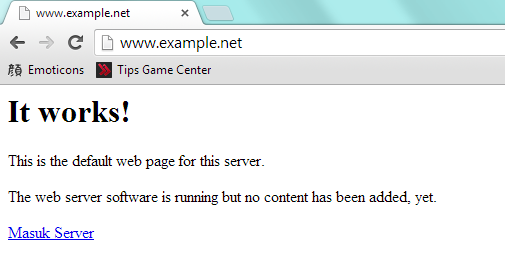 www.example.net
www.example.net
顔 Emoticons Tips Game Center
It works!
This is the default web page for this server.
The web server software is running but no content has been added, yet.
Masuk Server